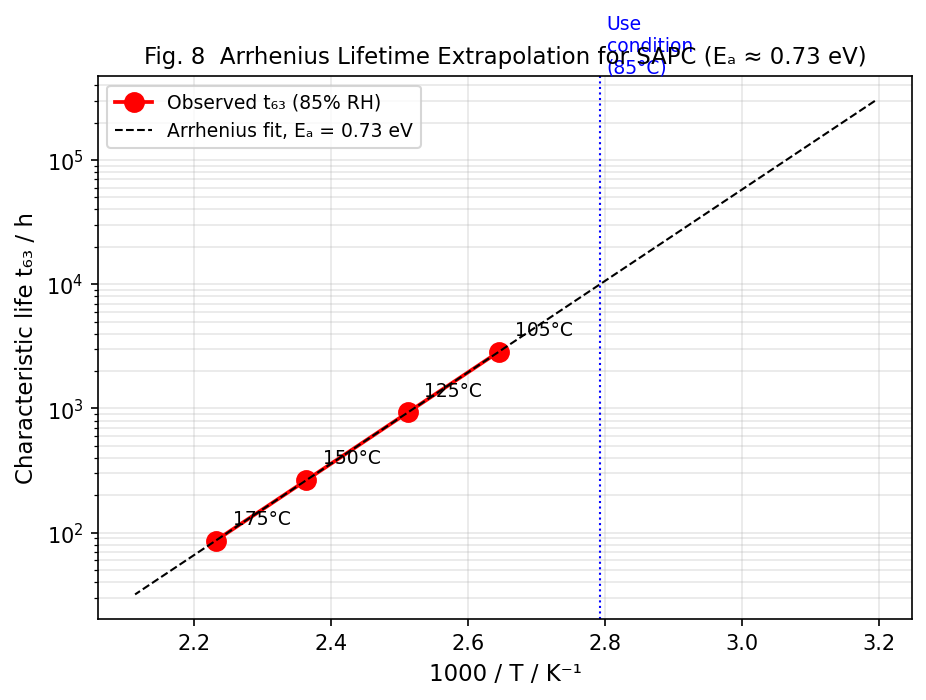 Use
condition
(85°C)
Fig. 8  Arrhenius Lifetime Extrapolation for SAPC (Eₐ ≈ 0.73 eV)
Observed t₆₃ (85% RH)
Arrhenius fit, Eₐ = 0.73 eV
Characteristic life t₆₃ / h
10⁵
10⁴
10³
10²
105°C
125°C
150°C
175°C
2.2 2.4 2.6 2.8 3.0 3.2
1000 / T / K⁻¹